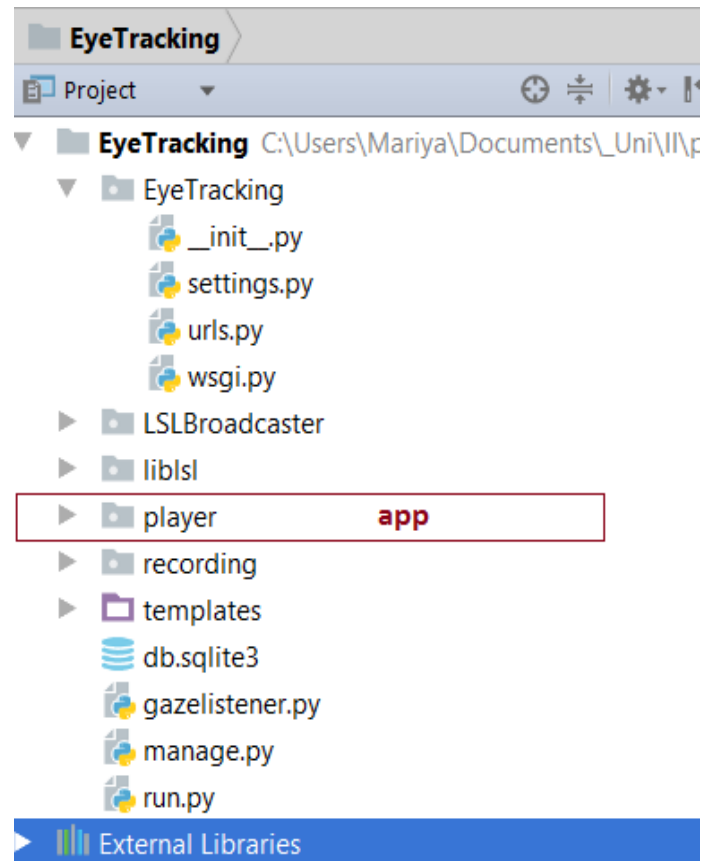 EyeTracking
Project
EyeTracking C:\Users\Mariya\Documents\_Uni\II\p
EyeTracking
__init__.py
settings.py
urls.py
wsgi.py
LSLBroadcaster
liblsl
player app
recording
templates
db.sqlite3
gazelistener.py
manage.py
run.py
External Libraries